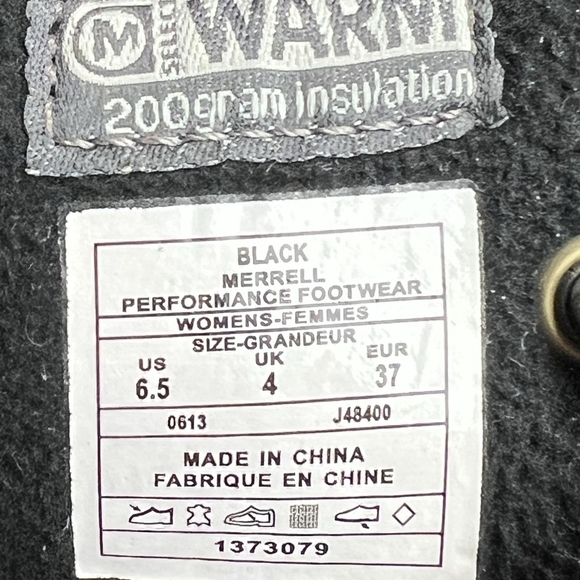 M SELECT
200gram insulation
BLACK
MERRELL
PERFORMANCE FOOTWEAR
WOMENS-FEMMES
SIZE-GRANDEUR
US UK EUR
6.5 4 37
0613 J48400
MADE IN CHINA
FABRIQUE EN CHINE
1373079